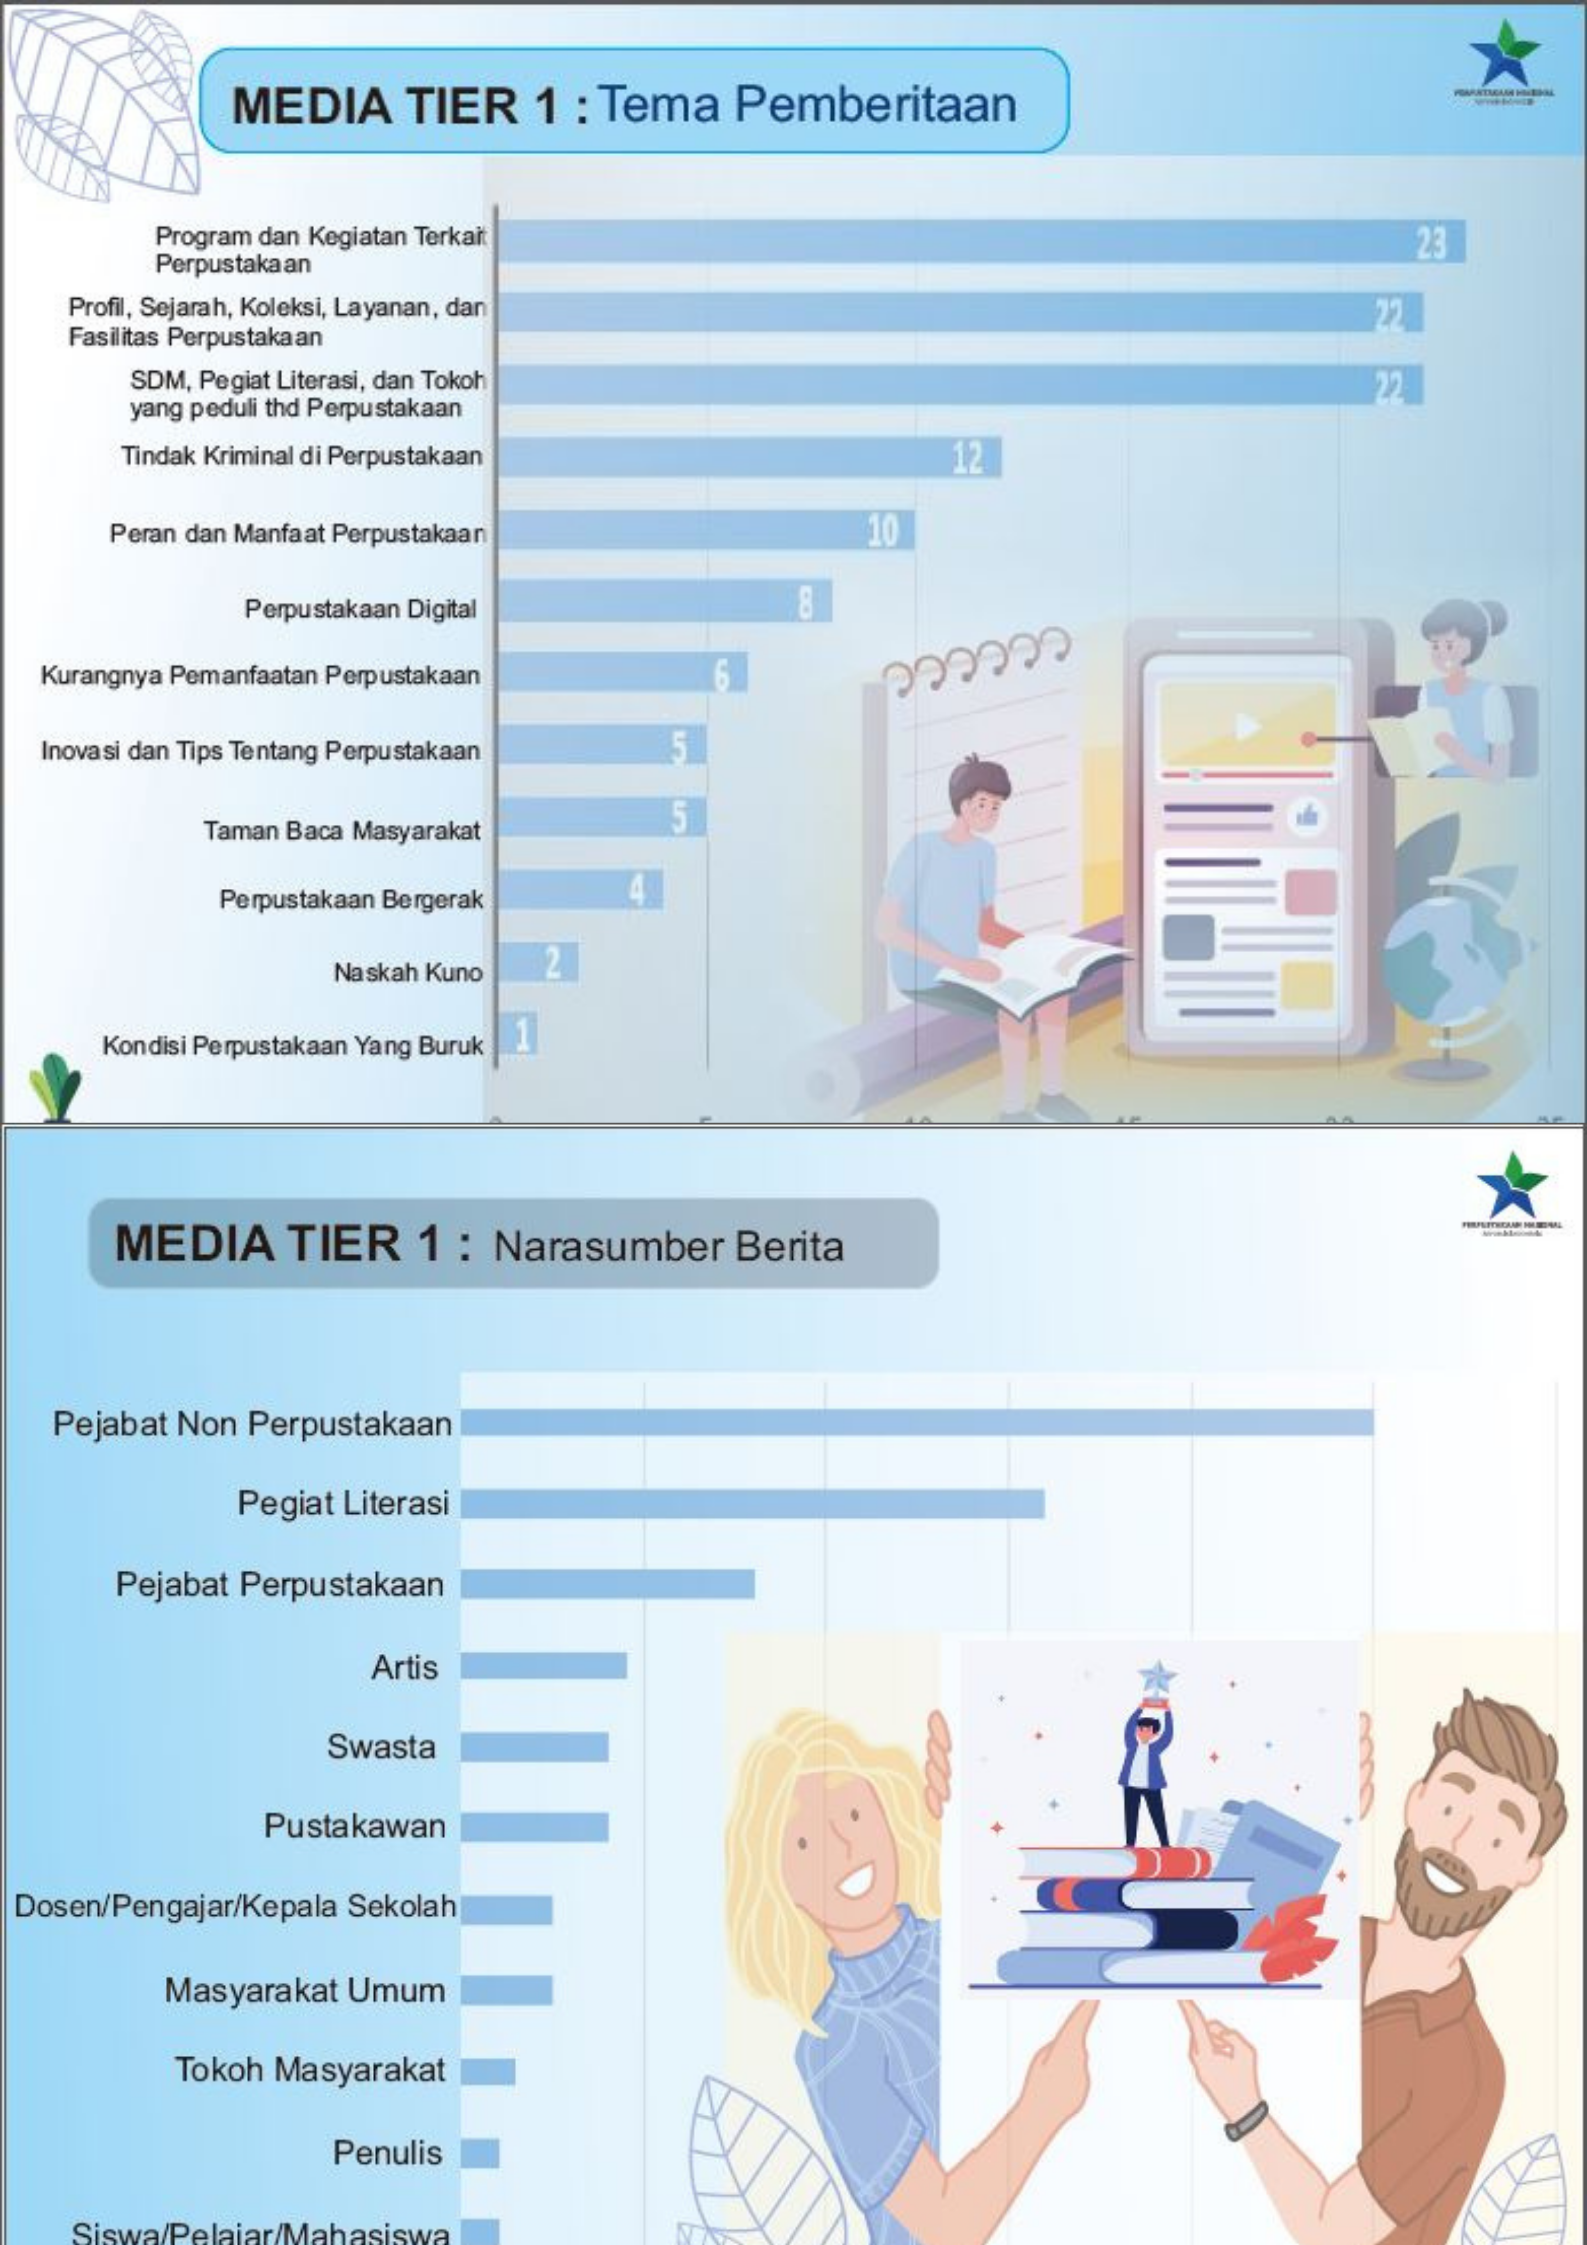 MEDIA TIER 1 : Tema Pemberitaan
PERPUSTAKAAN NASIONAL
Program dan Kegiatan Terkait
Perpustakaan
23
Profil, Sejarah, Koleksi, Layanan, dan
Fasilitas Perpustakaan
22
SDM, Pegiat Literasi, dan Tokoh
yang peduli thd Perpustakaan
22
Tindak Kriminal di Perpustakaan
12
Peran dan Manfaat Perpustakaan
10
Perpustakaan Digital
8
Kurangnya Pemanfaatan Perpustakaan
6
Inovasi dan Tips Tentang Perpustakaan
5
Taman Baca Masyarakat
5
Perpustakaan Bergerak
4
Naskah Kuno
2
Kondisi Perpustakaan Yang Buruk
1
MEDIA TIER 1 : Narasumber Berita
PERPUSTAKAAN NASIONAL
Pejabat Non Perpustakaan
Pegiat Literasi
Pejabat Perpustakaan
Artis
Swasta
Pustakawan
Dosen/Pengajar/Kepala Sekolah
Masyarakat Umum
Tokoh Masyarakat
Penulis
Siswa/Pelajar/Mahasiswa